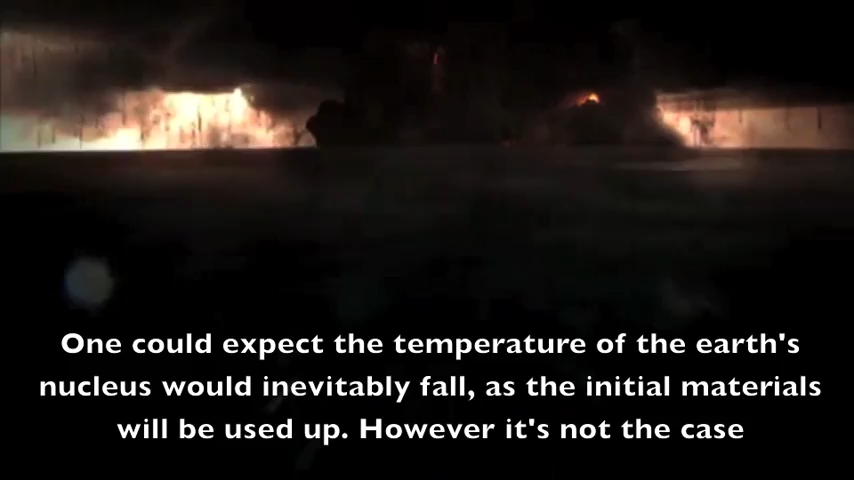 One could expect the temperature of the earth's
nucleus would inevitably fall, as the initial materials
will be used up. However it's not the case